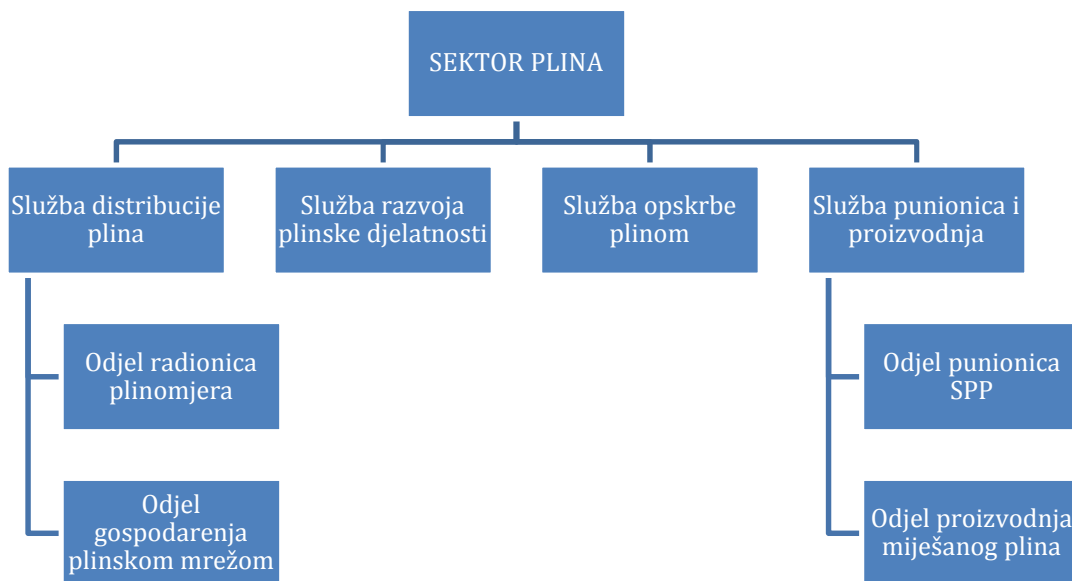 SEKTOR PLINA
Služba distribucije
plina
Služba razvoja
plinske djelatnosti
Služba opskrbe
plinom
Služba punionica i
proizvodnja
Odjel radionica
plinomjera
Odjel punionica
SPP
Odjel
gospodarenja
plinskom mrežom
Odjel proizvodnja
miješanog plina